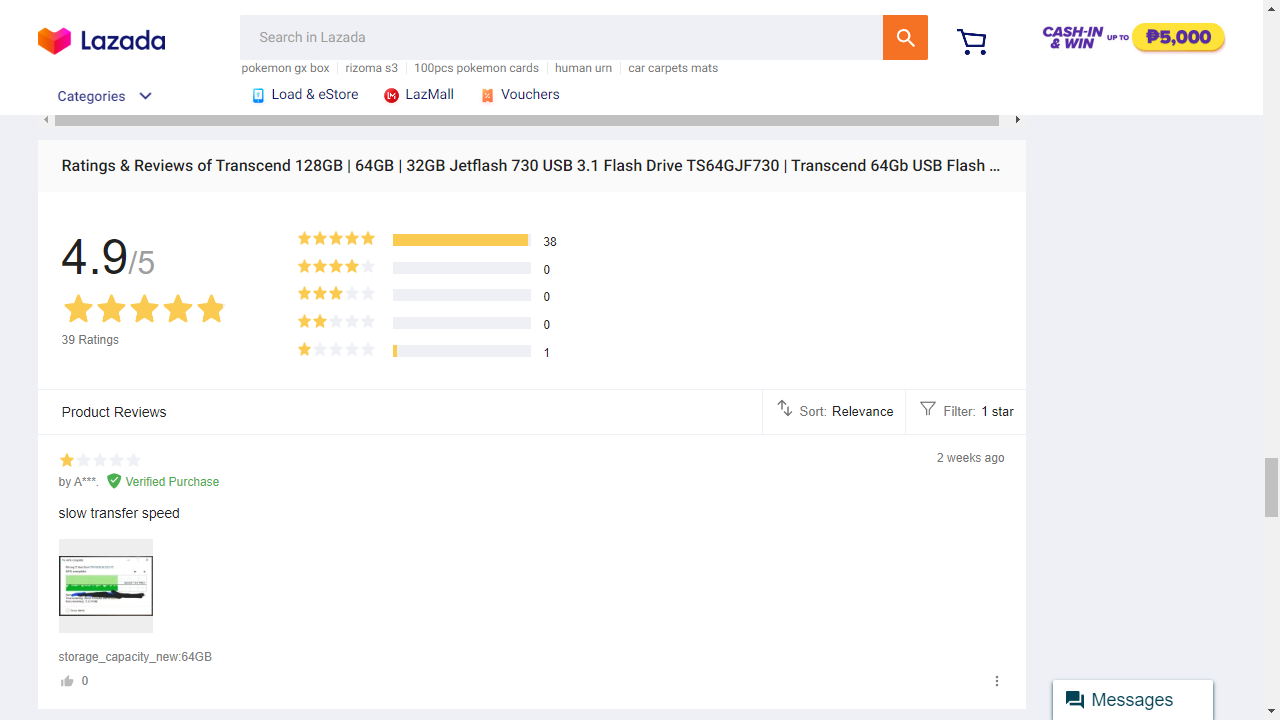 Lazada
Search in Lazada
CASH-IN & WIN UP TO ₱5,000
pokemon gx box rizoma s3 100pcs pokemon cards human urn car carpets mats
Categories Load & eStore LazMall Vouchers
Ratings & Reviews of Transcend 128GB | 64GB | 32GB Jetflash 730 USB 3.1 Flash Drive TS64GJF730 | Transcend 64Gb USB Flash ...
4.9/5
39 Ratings
38
0
0
0
1
Product Reviews Sort: Relevance Filter: 1 star
2 weeks ago
by A***. Verified Purchase
slow transfer speed
storage_capacity_new:64GB
0
Messages